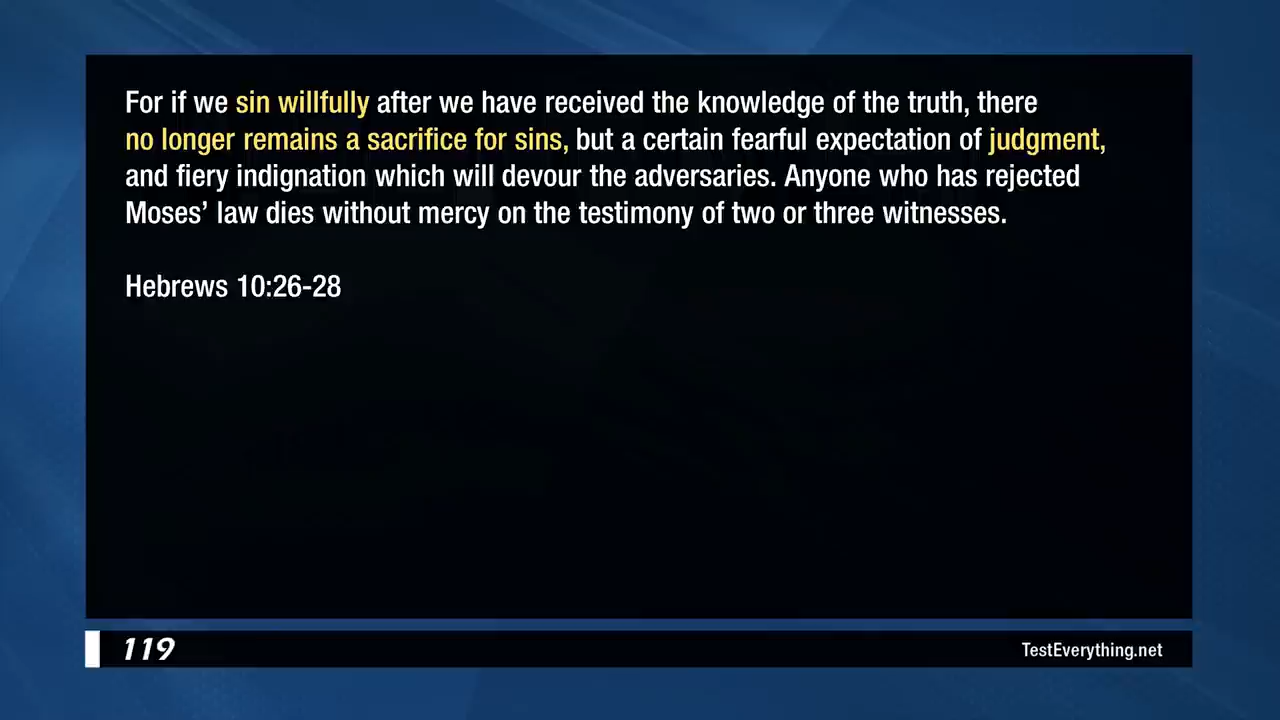 For if we sin willfully after we have received the knowledge of the truth, there
no longer remains a sacrifice for sins, but a certain fearful expectation of judgment,
and fiery indignation which will devour the adversaries. Anyone who has rejected
Moses’ law dies without mercy on the testimony of two or three witnesses.
Hebrews 10:26-28
119
TestEverything.net